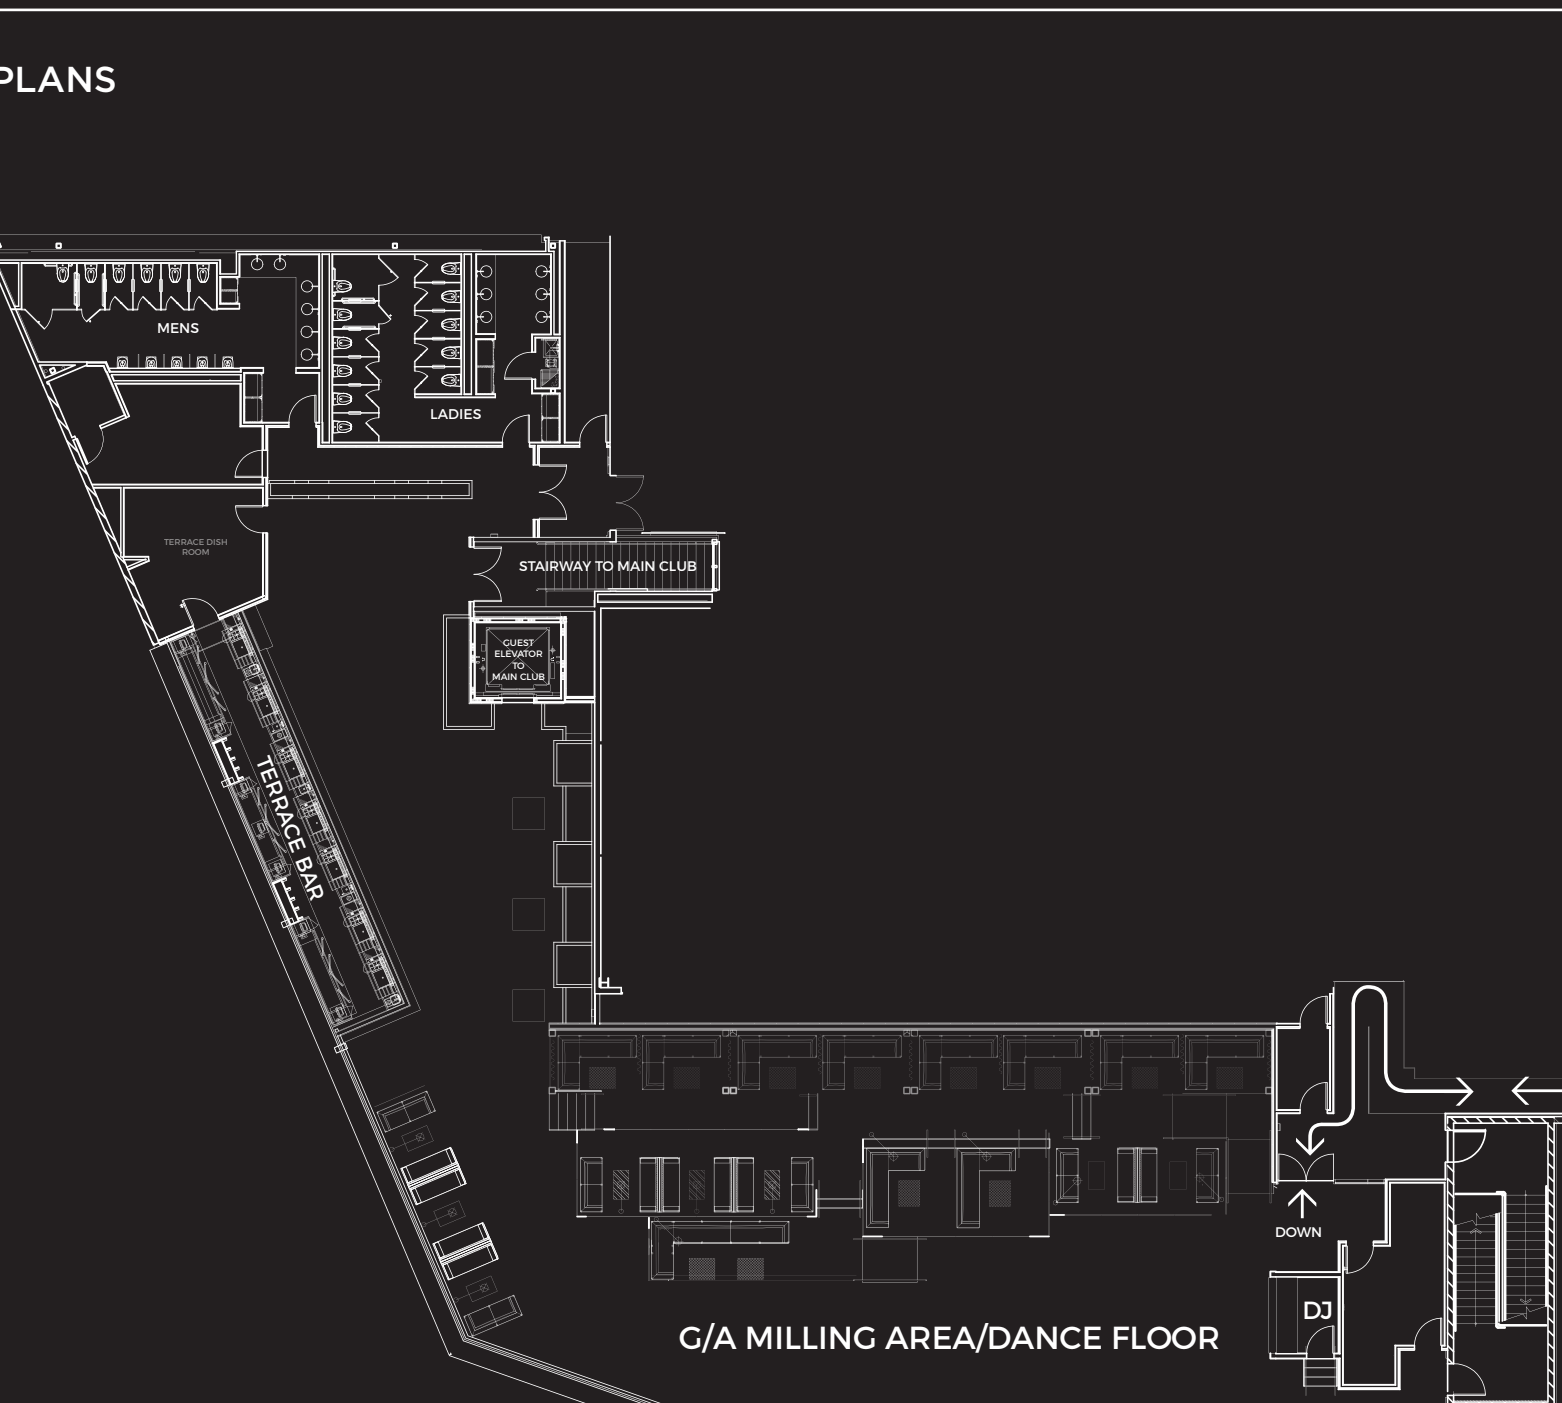 PLANS
MENS
LADIES
TERRACE DISH
ROOM
STAIRWAY TO MAIN CLUB
GUEST
ELEVATOR
TO
MAIN CLUB
TERRACE BAR
DOWN
DJ
G/A MILLING AREA/DANCE FLOOR